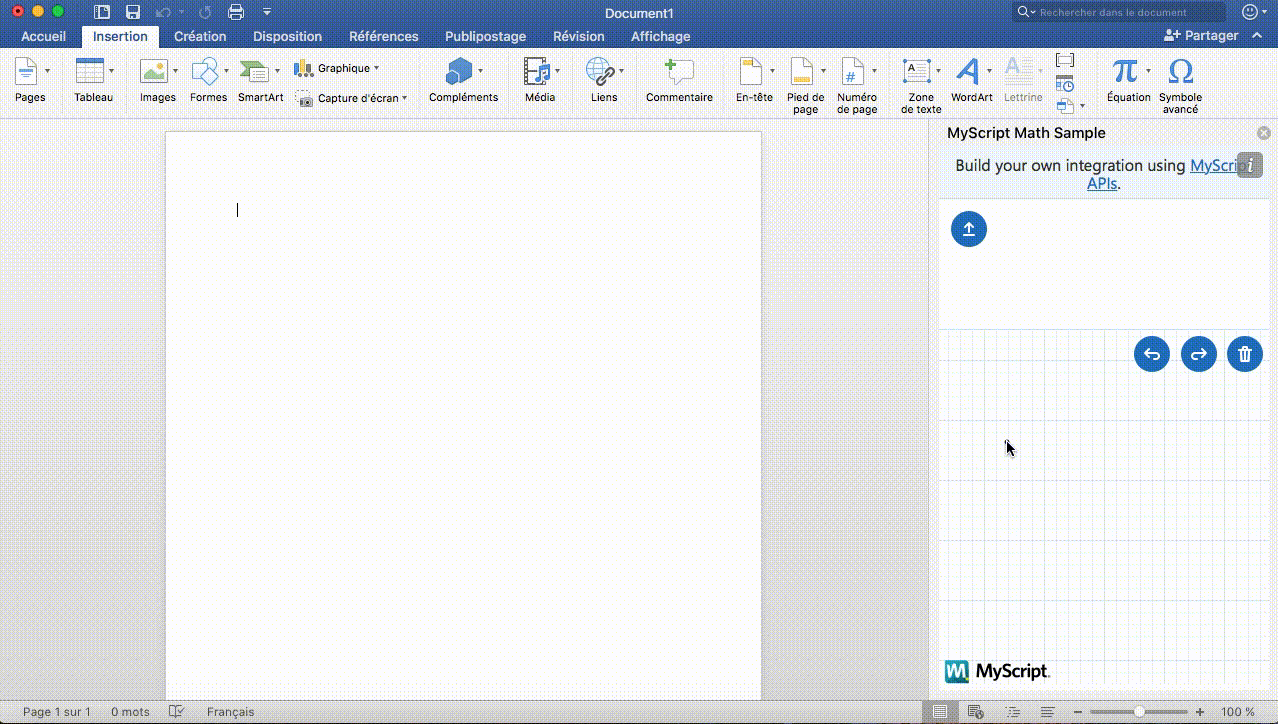 Document1
Rechercher dans le document
Accueil Insertion Création Disposition Références Publipostage Révision Affichage Partager
Pages Tableau Images Formes SmartArt Graphique Capture d'écran Compléments Média Liens Commentaire En-tête Pied de page Numéro de page Zone de texte WordArt Lettrine Équation Symbole avancé
MyScript Math Sample
Build your own integration using
APIs.
MyScript.
Page 1 sur 1 0 mots Français 100 %